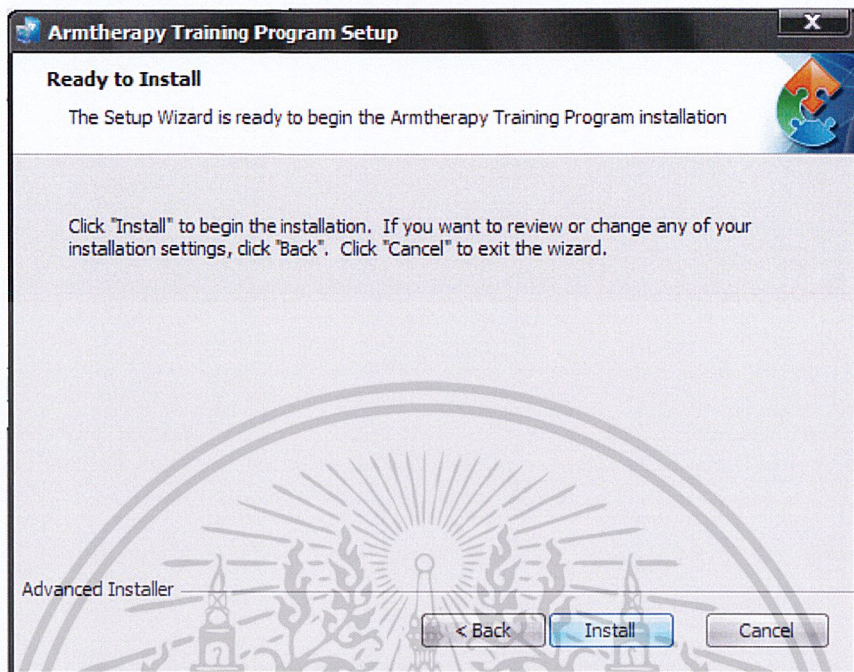 Armtherapy Training Program Setup
X
Ready to Install
The Setup Wizard is ready to begin the Armtherapy Training Program installation
Click "Install" to begin the installation. If you want to review or change any of your
installation settings, click "Back". Click "Cancel" to exit the wizard.
Advanced Installer
< Back Install Cancel